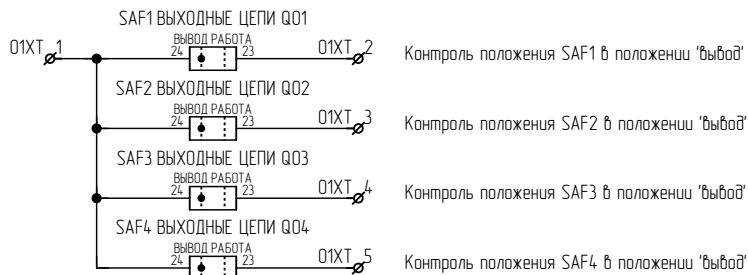 SAF1 ВЫХОДНЫЕ ЦЕПИ Q01
ВЫВОД РАБОТА
01XT 1 24 23 01XT 2 Контроль положения SAF1 в положении 'вывод'
SAF2 ВЫХОДНЫЕ ЦЕПИ Q02
ВЫВОД РАБОТА
24 23 01XT 3 Контроль положения SAF2 в положении 'вывод'
SAF3 ВЫХОДНЫЕ ЦЕПИ Q03
ВЫВОД РАБОТА
24 23 01XT 4 Контроль положения SAF3 в положении 'вывод'
SAF4 ВЫХОДНЫЕ ЦЕПИ Q04
ВЫВОД РАБОТА
24 23 01XT 5 Контроль положения SAF4 в положении 'вывод'